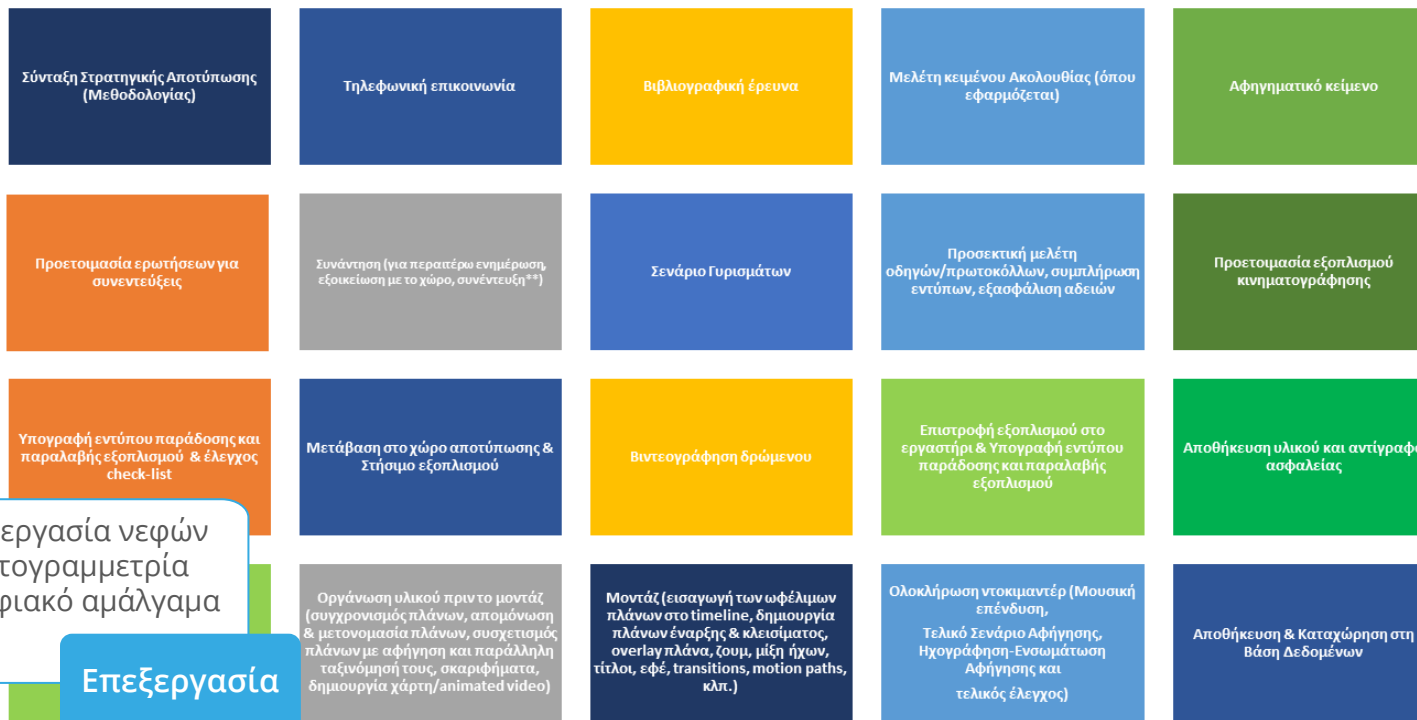 Σύνταξη Στρατηγικής Αποτύπωσης
(Μεθοδολογίας)
Τηλεφωνική επικοινωνία
Βιβλιογραφική έρευνα
Μελέτη κειμένου Ακολουθίας (όπου
εφαρμόζεται)
Αφηγηματικό κείμενο
Προετοιμασία ερωτήσεων για
συνεντεύξεις
Συνάντηση (για περαιτέρω ενημέρωση,
εξοικείωση με το χώρο, συνέντευξη**)
Σενάριο Γυρισμάτων
Προσεκτική μελέτη
οδηγών/πρωτοκόλλων, συμπλήρωση
εντύπων, εξασφάλιση αδειών
Προετοιμασία εξοπλισμού
κινηματογράφησης
Υπογραφή εντύπου παράδοσης και
παραλαβής εξοπλισμού & έλεγχος
check-list
Μετάβαση στο χώρο αποτύπωσης &
Στήσιμο εξοπλισμού
Βιντεογράφηση δρώμενου
Επιστροφή εξοπλισμού στο
εργαστήρι & Υπογραφή εντύπου
παράδοσης και παραλαβής
εξοπλισμού
Αποθήκευση υλικού και αντίγραφο
ασφαλείας
εργασία νεφών
τογραμμετρία
φιακό αμάλγαμα
Επεξεργασία
Οργάνωση υλικού πριν το μοντάζ
(συγχρονισμός πλάνων, απομόνωση
& μετονομασία πλάνων, συσχετισμός
πλάνων με αφήγηση και παράλληλη
ταξινόμησή τους, σκαριφήματα,
δημιουργία χάρτη/animated video)
Μοντάζ (εισαγωγή των ωφέλιμων
πλάνων στο timeline, δημιουργία
πλάνων έναρξης & κλεισίματος,
overlay πλάνα, ζουμ, μίξη ήχων,
τίτλοι, εφέ, transitions, motion paths,
κλπ.)
Ολοκλήρωση ντοκιμαντέρ (Μουσική
επένδυση,
Τελικό Σενάριο Αφήγησης,
Ηχογράφηση-Ενσωμάτωση
Αφήγησης και
τελικός έλεγχος)
Αποθήκευση & Καταχώρηση στη
Βάση Δεδομένων